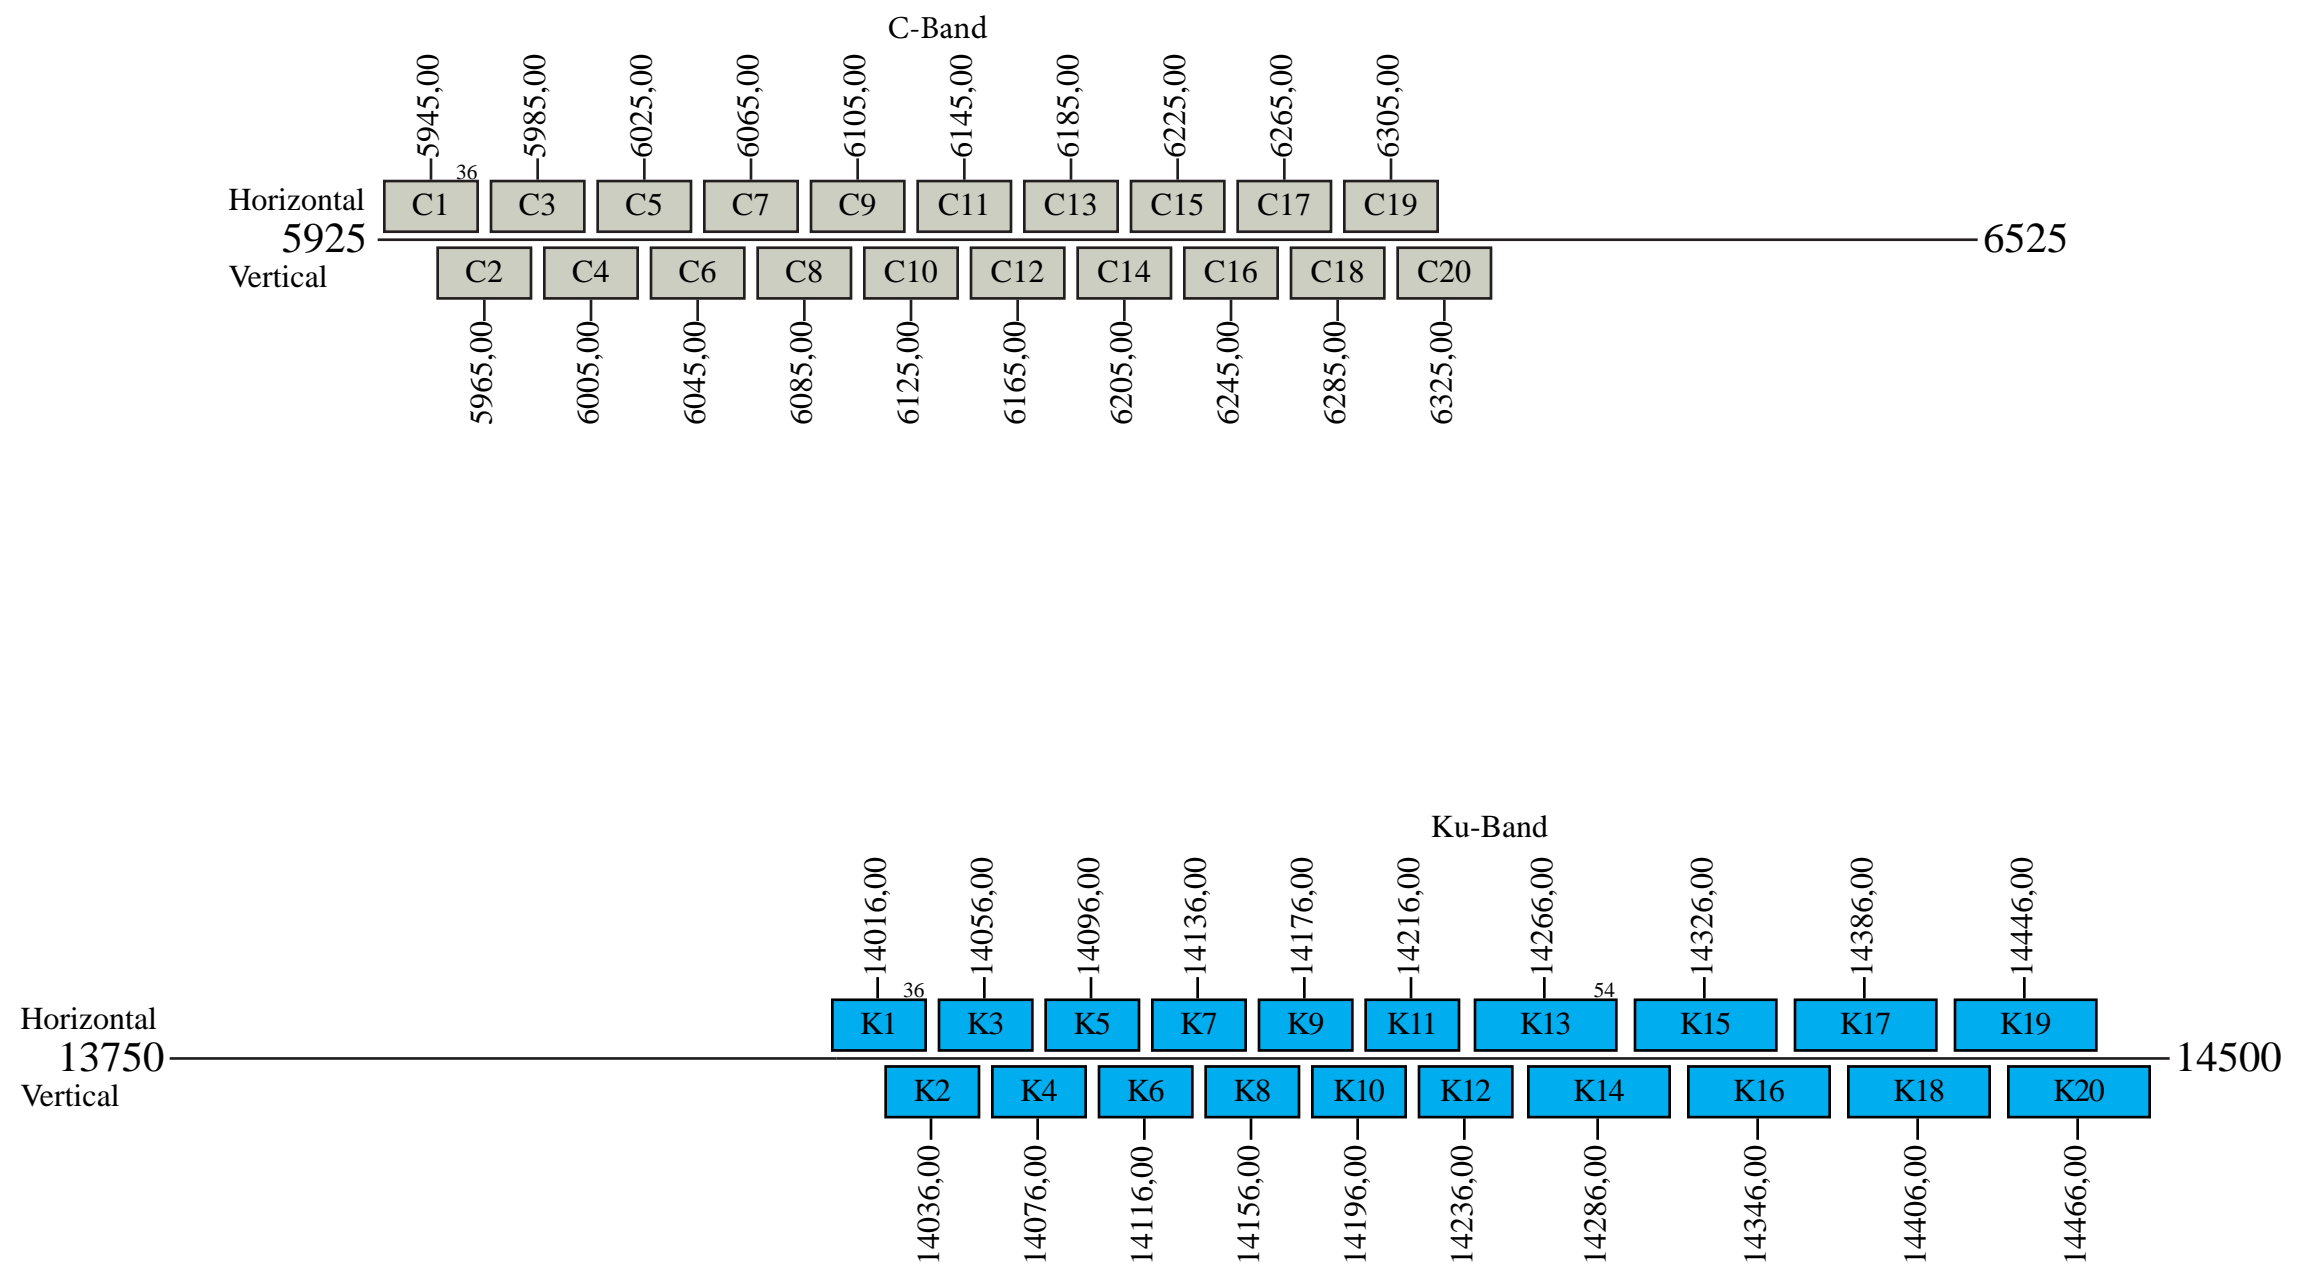 C-Band
5945,00 5985,00 6025,00 6065,00 6105,00 6145,00 6185,00 6225,00 6265,00 6305,00
36
Horizontal C1 C3 C5 C7 C9 C11 C13 C15 C17 C19
5925 6525
Vertical C2 C4 C6 C8 C10 C12 C14 C16 C18 C20
5965,00 6005,00 6045,00 6085,00 6125,00 6165,00 6205,00 6245,00 6285,00 6325,00
Ku-Band
14016,00 14056,00 14096,00 14136,00 14176,00 14216,00 14266,00 14326,00 14386,00 14446,00
36 54
Horizontal K1 K3 K5 K7 K9 K11 K13 K15 K17 K19
13750 14500
Vertical K2 K4 K6 K8 K10 K12 K14 K16 K18 K20
14036,00 14076,00 14116,00 14156,00 14196,00 14236,00 14286,00 14346,00 14406,00 14466,00